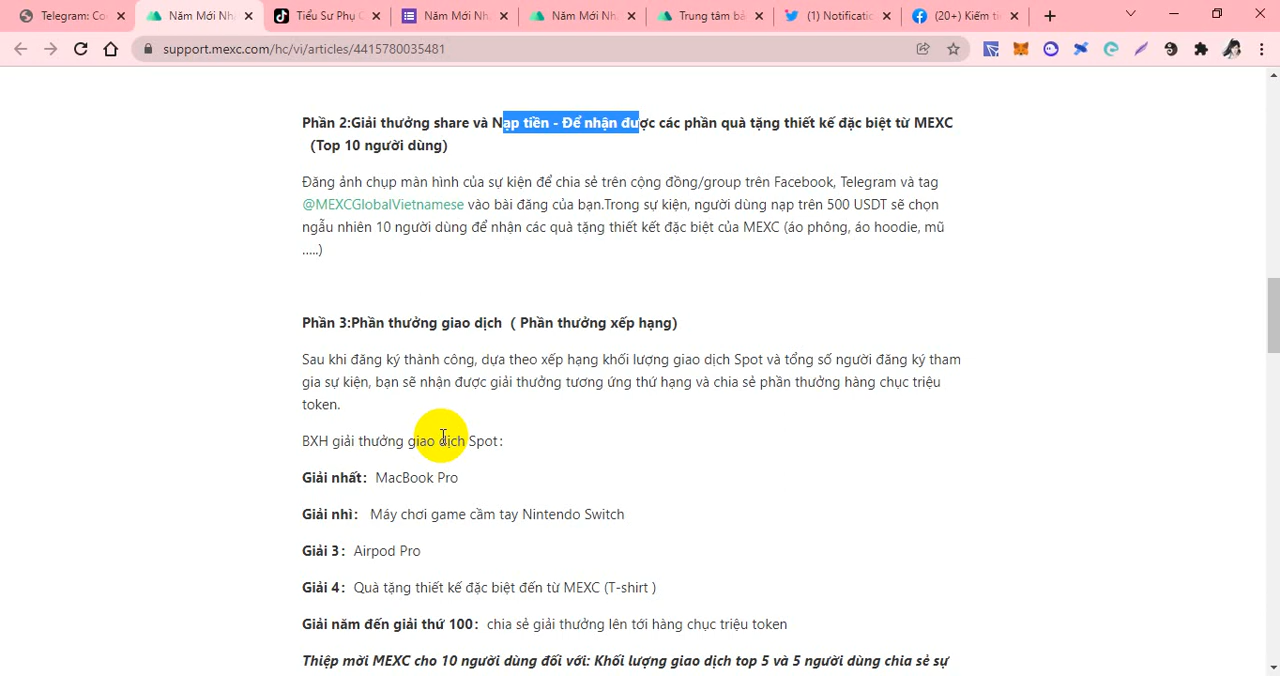 Telegram: Co
Năm Mới Nh
Tiểu Sư Phụ C
Năm Mới Nh
Năm Mới Nh
Trung tâm bả
(1) Notificatio
(20+) Kiếm ti
support.mexc.com/hc/vi/articles/4415780035481
Phần 2:Giải thưởng share và Nạp tiền - Để nhận được các phần quà tặng thiết kế đặc biệt từ MEXC
(Top 10 người dùng)
Đăng ảnh chụp màn hình của sự kiện để chia sẻ trên cộng đồng/group trên Facebook, Telegram và tag
@MEXCGlobalVietnamese vào bài đăng của bạn.Trong sự kiện, người dùng nạp trên 500 USDT sẽ chọn
ngẫu nhiên 10 người dùng để nhận các quà tặng thiết kết đặc biệt của MEXC (áo phông, áo hoodie, mũ
.....)
Phần 3:Phần thưởng giao dịch ( Phần thưởng xếp hạng)
Sau khi đăng ký thành công, dựa theo xếp hạng khối lượng giao dịch Spot và tổng số người đăng ký tham
gia sự kiện, bạn sẽ nhận được giải thưởng tương ứng thứ hạng và chia sẻ phần thưởng hàng chục triệu
token.
BXH giải thưởng giao dịch Spot:
Giải nhất: MacBook Pro
Giải nhì: Máy chơi game cầm tay Nintendo Switch
Giải 3: Airpod Pro
Giải 4: Quà tặng thiết kế đặc biệt đến từ MEXC (T-shirt )
Giải năm đến giải thứ 100: chia sẻ giải thưởng lên tới hàng chục triệu token
Thiệp mời MEXC cho 10 người dùng đối với: Khối lượng giao dịch top 5 và 5 người dùng chia sẻ sự